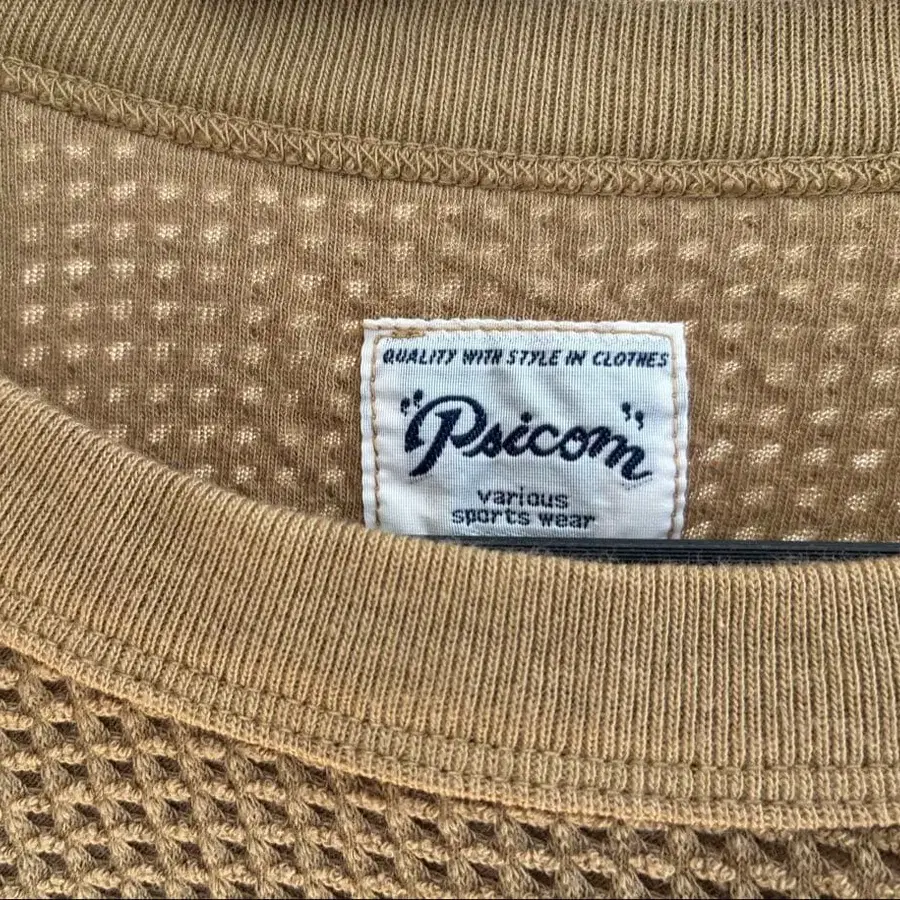 QUALITY WITH STYLE IN CLOTHES
"Psicom"
various
sports wear